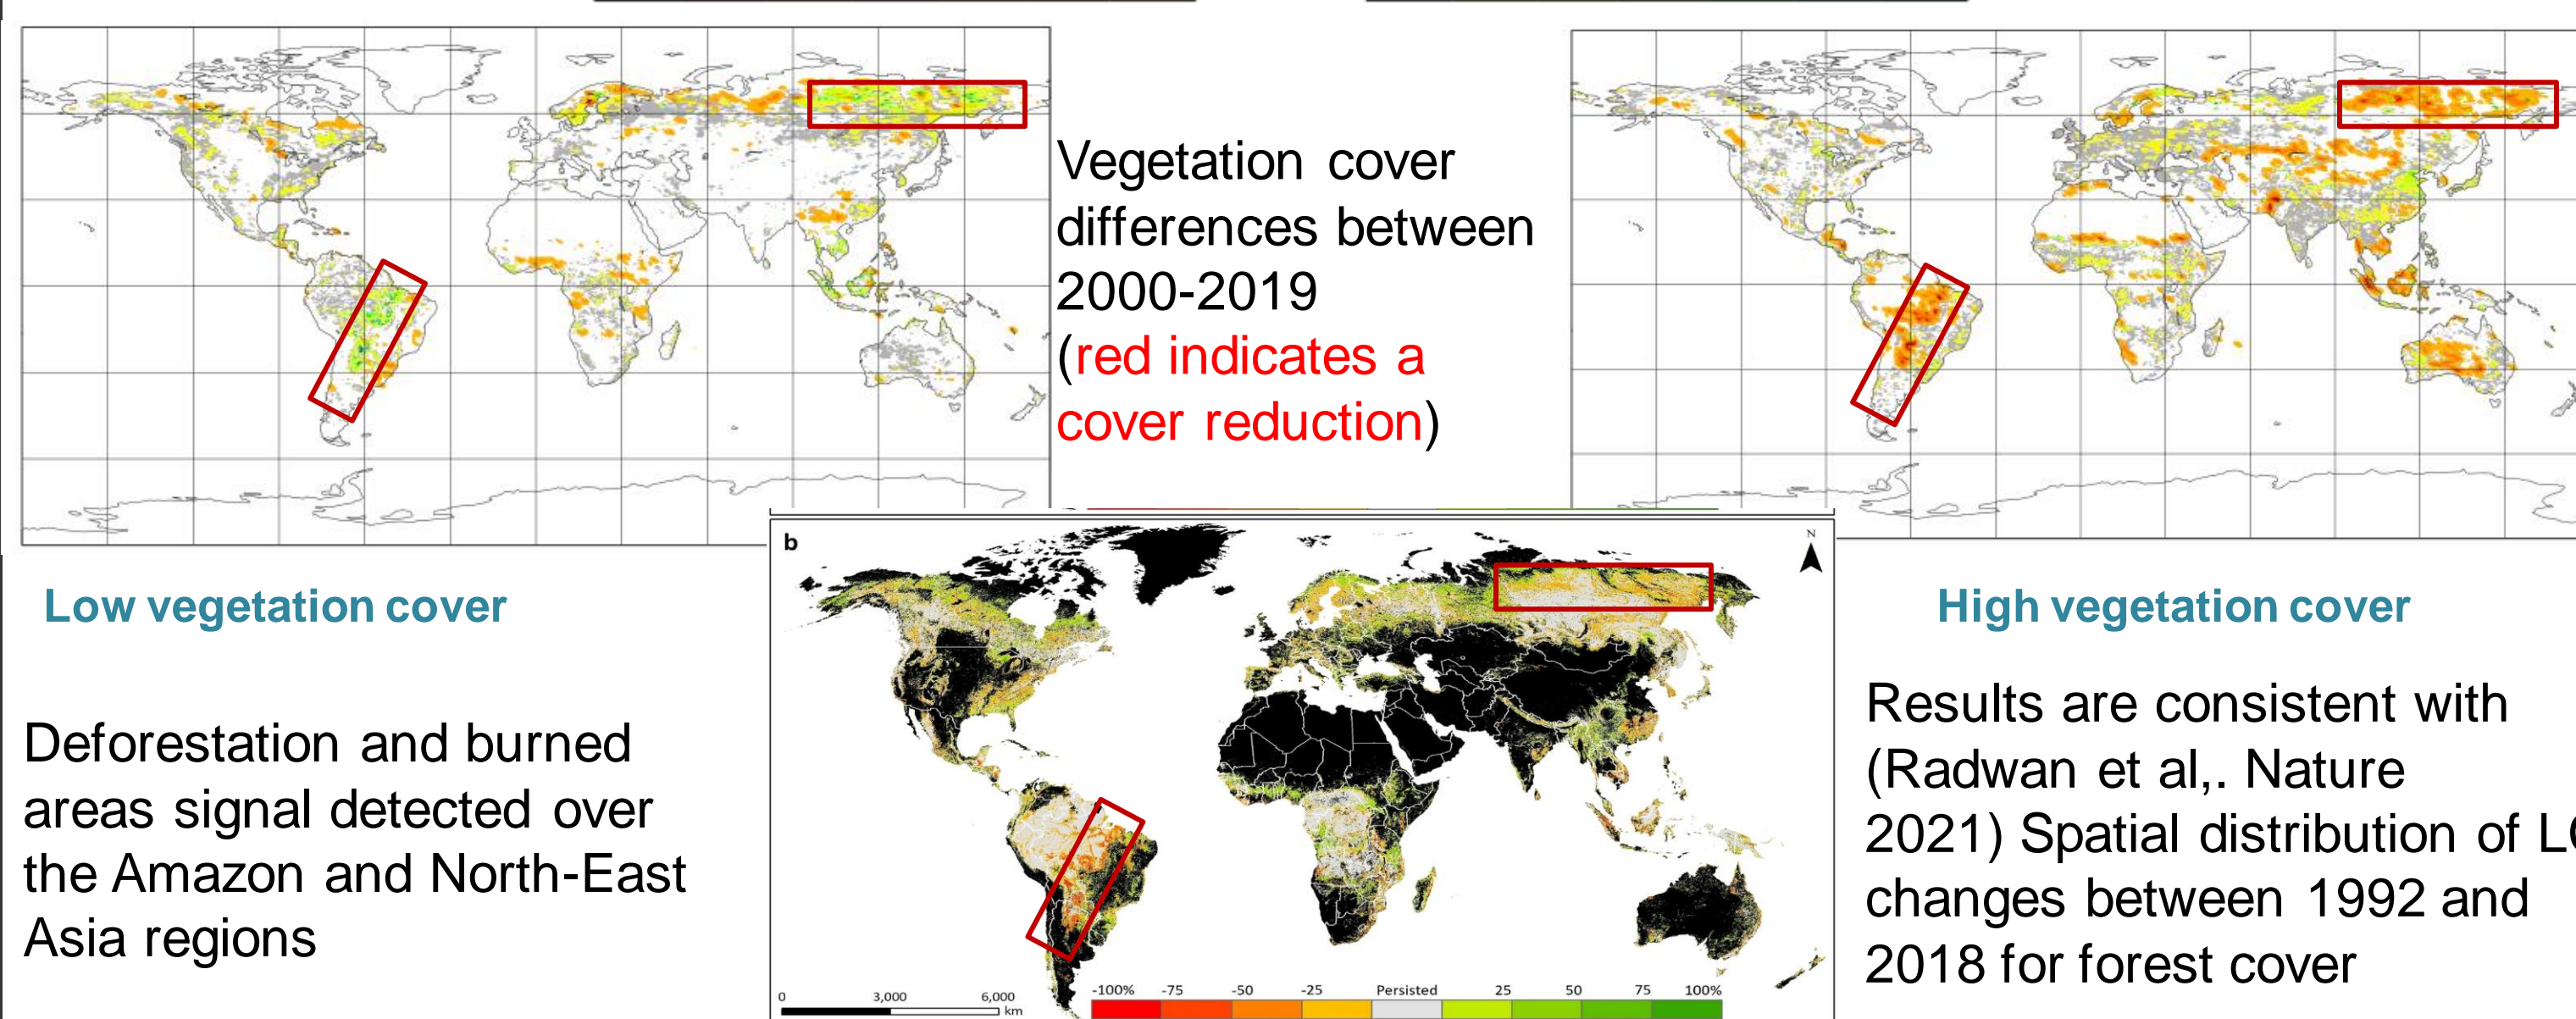 Vegetation cover
differences between
2000-2019
(red indicates a
cover reduction)
Low vegetation cover
Deforestation and burned
areas signal detected over
the Amazon and North-East
Asia regions
b
N
0 3,000 6,000
km
-100% -75 -50 -25 Persisted 25 50 75 100%
High vegetation cover
Results are consistent with
(Radwan et al,. Nature
2021) Spatial distribution of
changes between 1992 and
2018 for forest cover